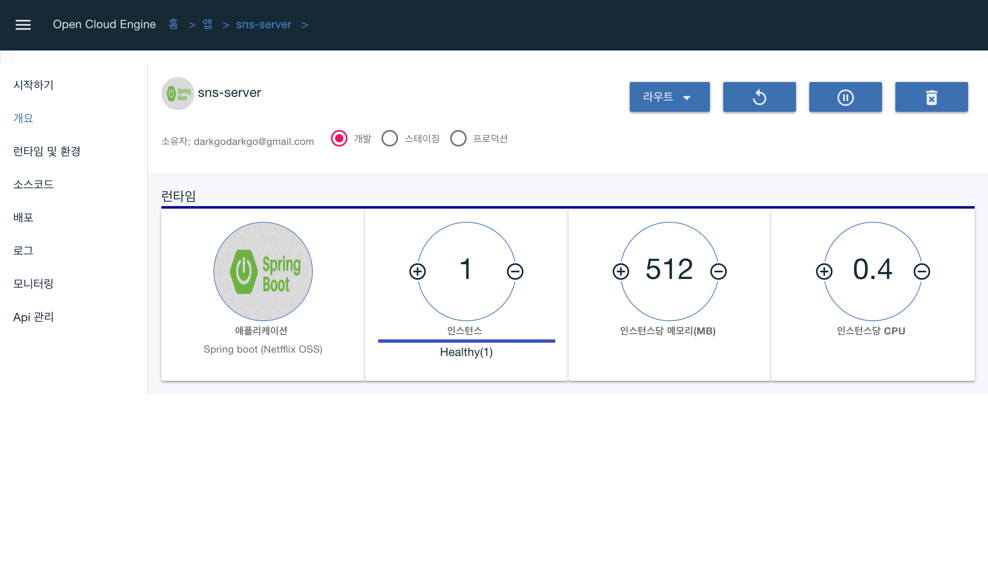 Open Cloud Engine 홈 > 앱 > sns-server >
시작하기
개요
런타임 및 환경
소스코드
배포
로그
모니터링
Api 관리
spring boot
sns-server
라우트
소유자: darkgodarkgo@gmail.com 개발 스테이징 프로덕션
런타임
Spring Boot
애플리케이션
Spring boot (Netfflix OSS)
1
인스턴스
Healthy(1)
512
인스턴스당 메모리(MB)
0.4
인스턴스당 CPU